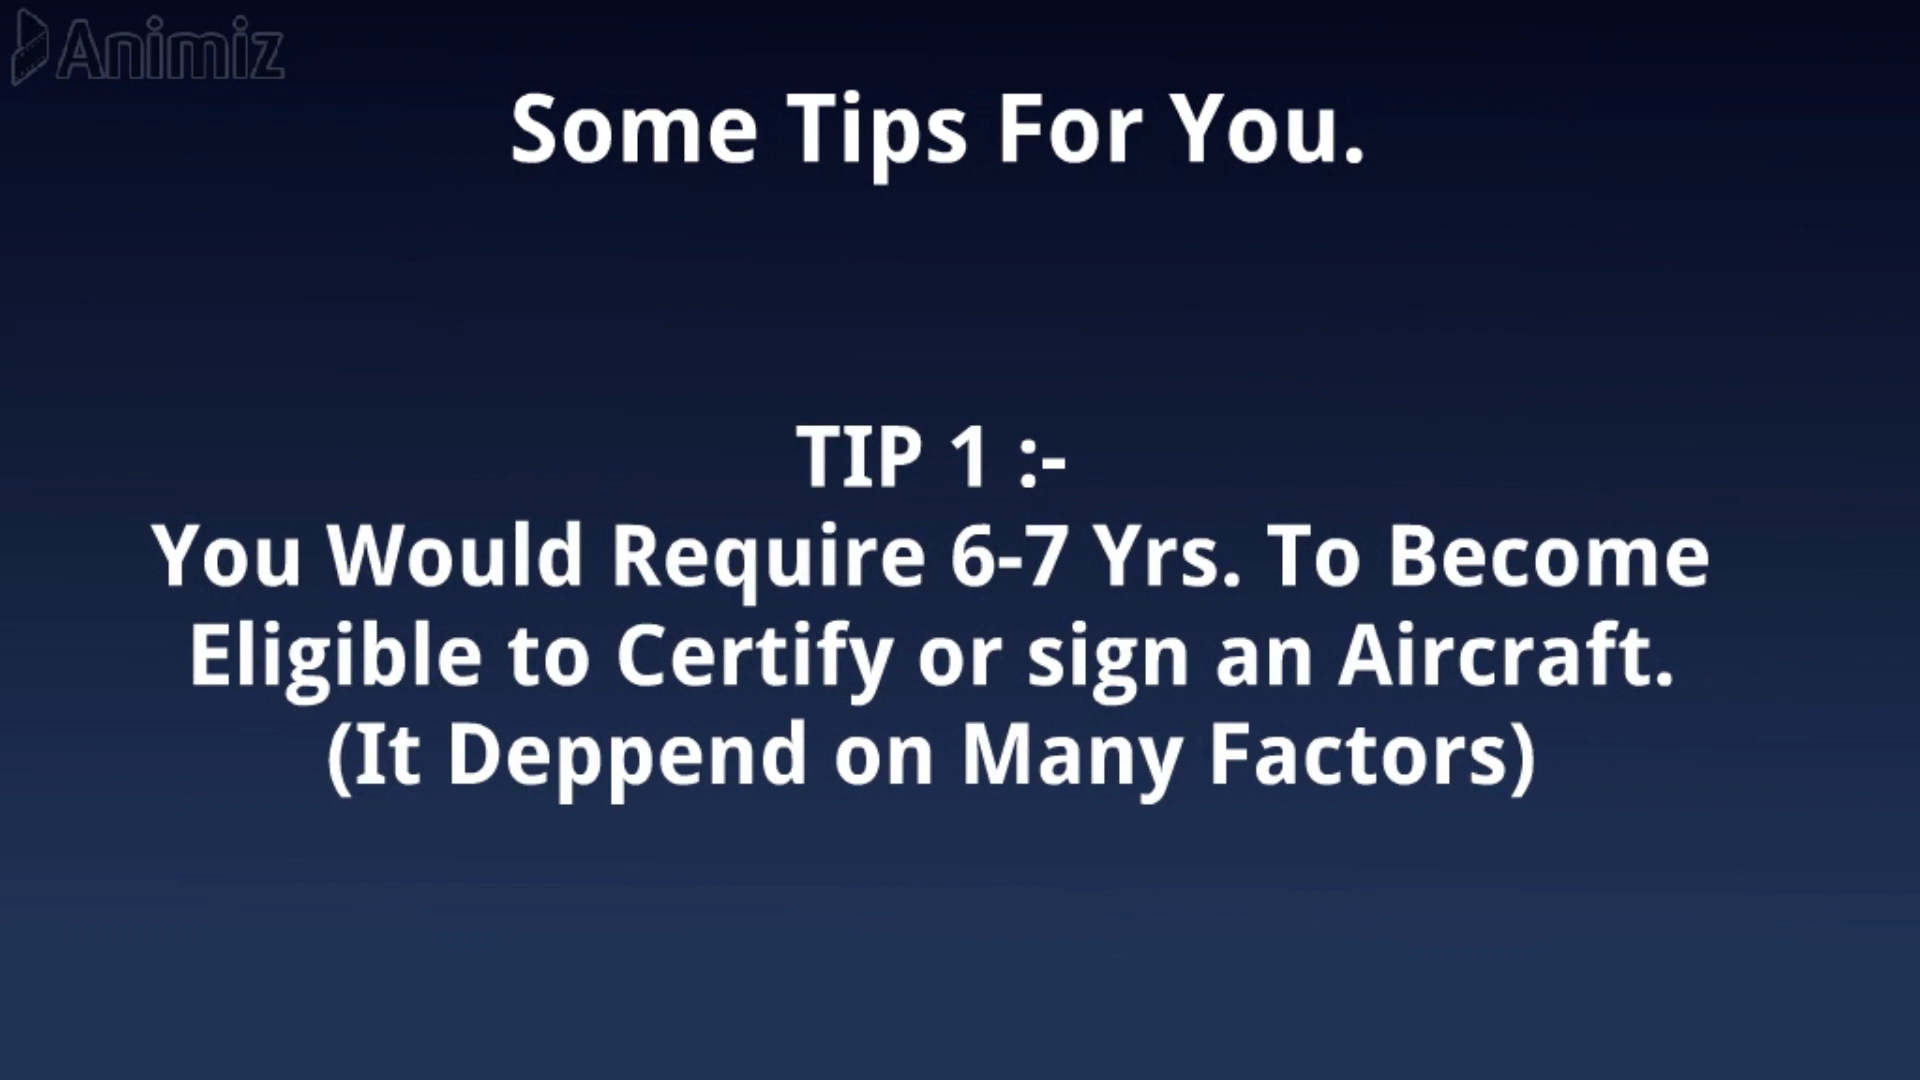 Animiz
Some Tips For You.
TIP 1 :-
You Would Require 6-7 Yrs. To Become
Eligible to Certify or sign an Aircraft.
(It Deppend on Many Factors)